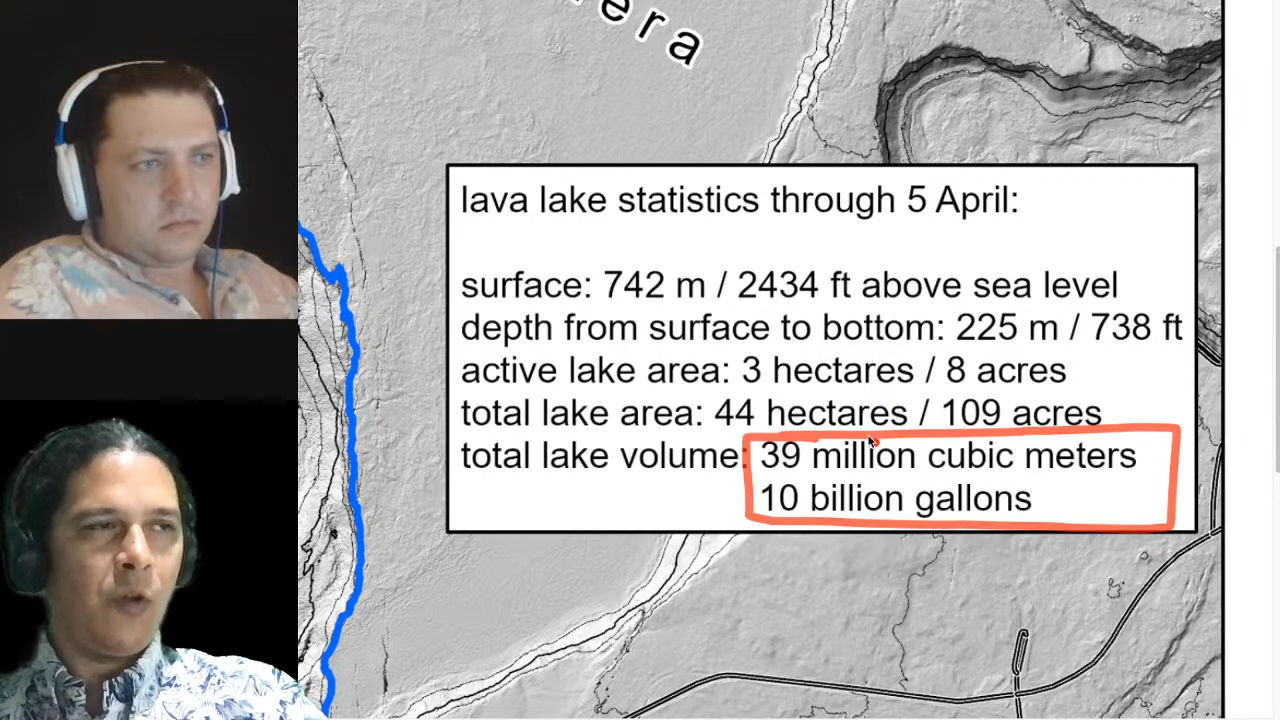 era
lava lake statistics through 5 April:
surface: 742 m / 2434 ft above sea level
depth from surface to bottom: 225 m / 738 ft
active lake area: 3 hectares / 8 acres
total lake area: 44 hectares / 109 acres
total lake volume: 39 million cubic meters
10 billion gallons